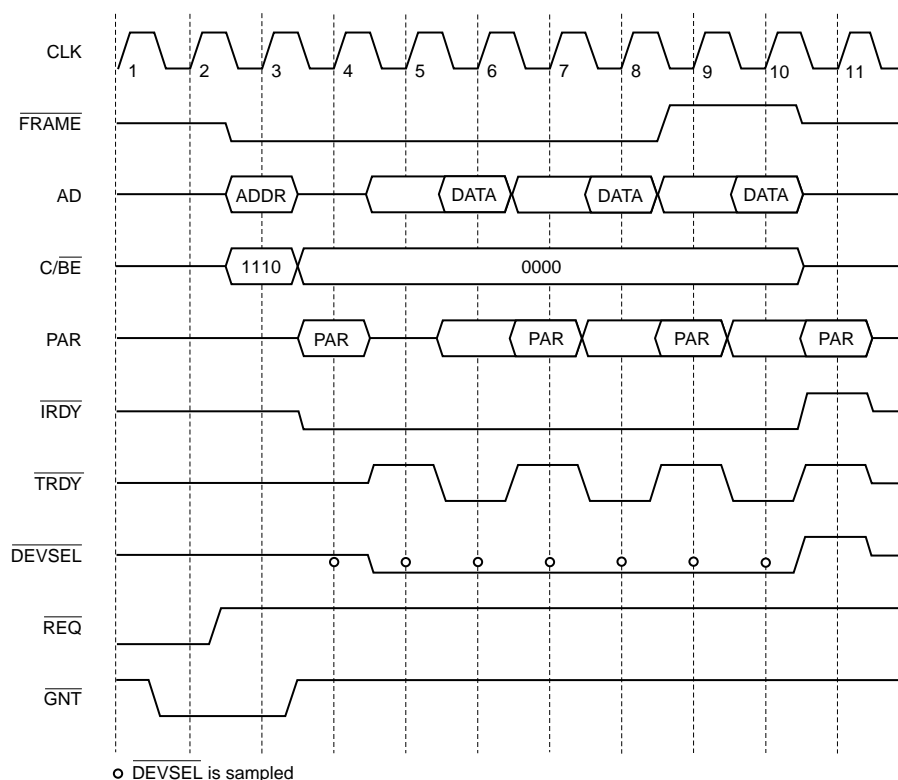 CLK
1 2 3 4 5 6 7 8 9 10 11
FRAME
AD ADDR DATA DATA DATA
C/BE 1110 0000
PAR PAR PAR PAR PAR
IRDY
TRDY
DEVSEL
REQ
GNT
DEVSEL is sampled